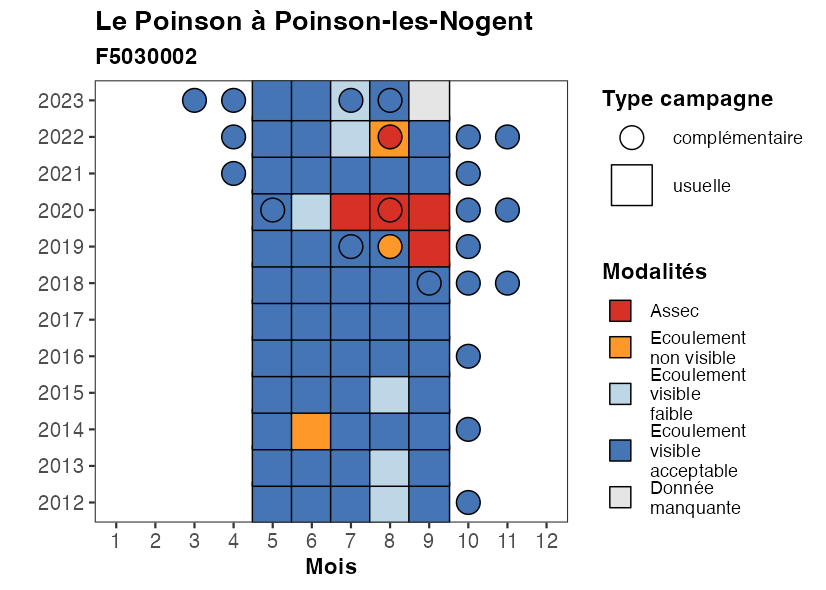 Le Poinson à Poinson-les-Nogent
F5030002
2023
2022
2021
2020
2019
2018
2017
2016
2015
2014
2013
2012
1 2 3 4 5 6 7 8 9 10 11 12
Mois
Type campagne
complémentaire
usuelle
Modalités
Assec
Ecoulement
non visible
Ecoulement
visible
faible
Ecoulement
visible
acceptable
Donnée
manquante